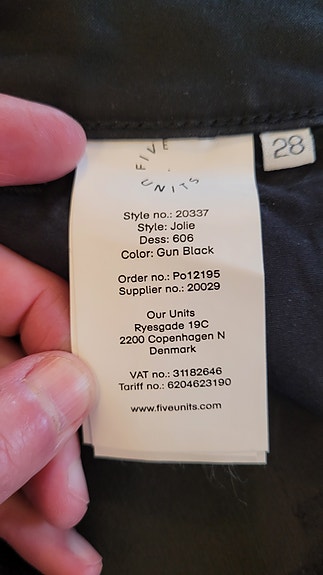 FIVE
UNITS
28
Style no.: 20337
Style: Jolie
Dess: 606
Color: Gun Black
Order no.: Po12195
Supplier no.: 20029
Our Units
Ryesgade 19C
2200 Copenhagen N
Denmark
VAT no.: 31182646
Tariff no.: 6204623190
www.fiveunits.com